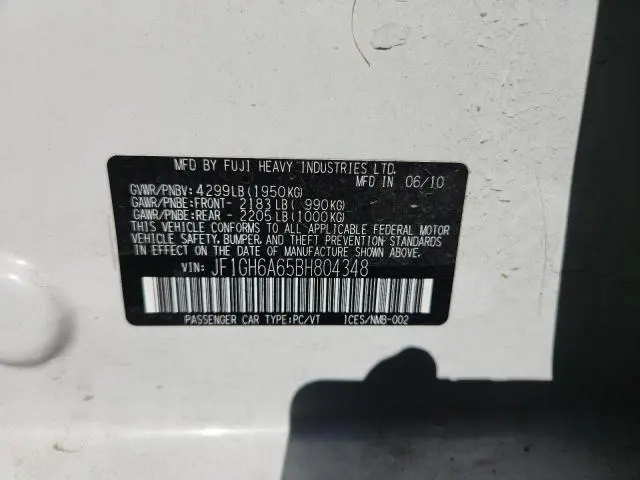 MFD BY FUJI HEAVY INDUSTRIES LTD.
MFD IN 06/10
GVWR/PNBV: 4299LB (1950KG)
GAWR/PNBE:FRONT- 2183 LB ( 990KG)
GAWR/PNBE:REAR - 2205 LB (1000KG)
THIS VEHICLE CONFORMS TO ALL APPLICABLE FEDERAL MOTOR
VEHICLE SAFETY, BUMPER, AND THEFT PREVENTION STANDARDS
IN EFFECT ON THE DATE OF MANUFACTURE SHOWN ABOVE.
VIN: JF1GH6A65BH804348
PASSENGER CAR TYPE:PC/VT ICES/NMB-002